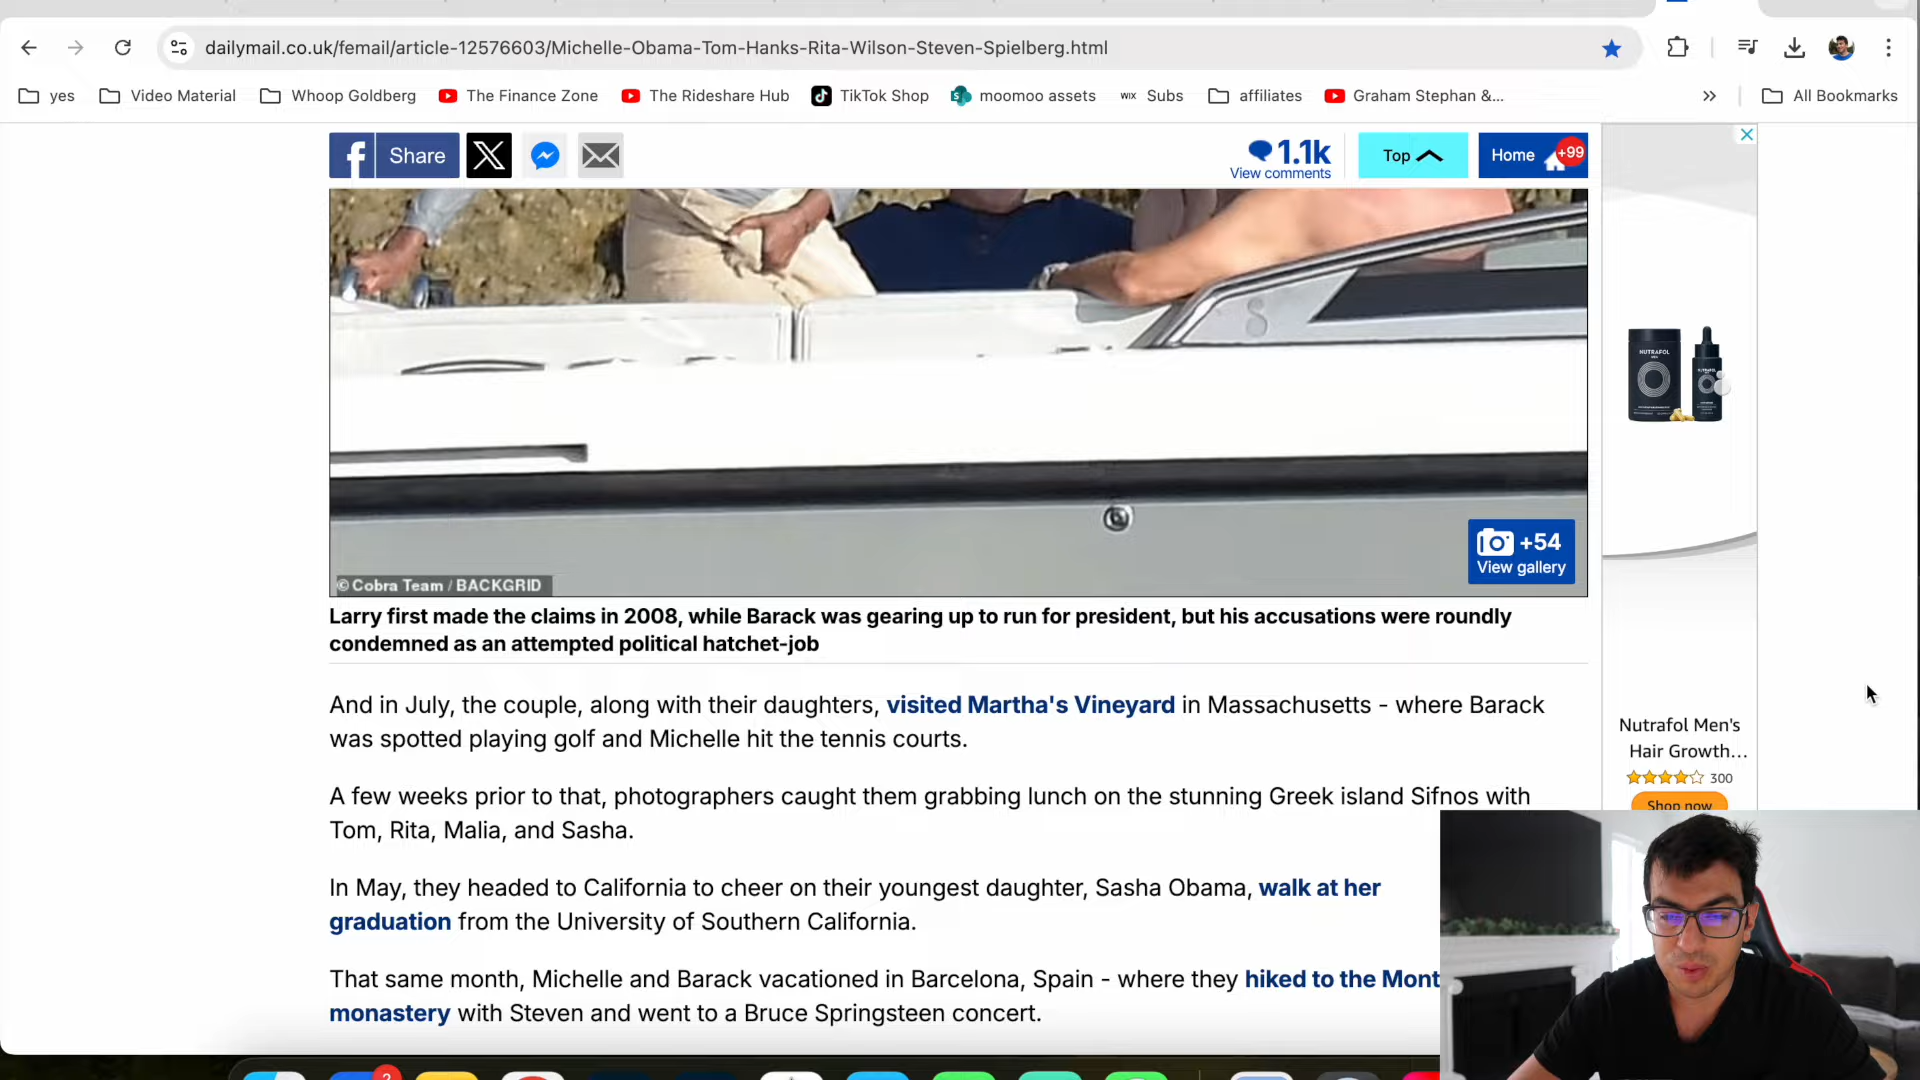 dailymail.co.uk/femail/article-12576603/Michelle-Obama-Tom-Hanks-Rita-Wilson-Steven-Spielberg.html
yes Video Material Whoop Goldberg The Finance Zone The Rideshare Hub TikTok Shop moomoo assets WIX Subs affiliates Graham Stephan &... All Bookmarks
Share
1.1k
View comments
Top
Home +99
+54
View gallery
© Cobra Team / BACKGRID
Larry first made the claims in 2008, while Barack was gearing up to run for president, but his accusations were roundly
condemned as an attempted political hatchet-job
And in July, the couple, along with their daughters, visited Martha's Vineyard in Massachusetts - where Barack
was spotted playing golf and Michelle hit the tennis courts.
A few weeks prior to that, photographers caught them grabbing lunch on the stunning Greek island Sifnos with
Tom, Rita, Malia, and Sasha.
In May, they headed to California to cheer on their youngest daughter, Sasha Obama, walk at her
graduation from the University of Southern California.
That same month, Michelle and Barack vacationed in Barcelona, Spain - where they hiked to the Mont
monastery with Steven and went to a Bruce Springsteen concert.
NUTRAFOL
MEN
Nutrafol Men's
Hair Growth...
300
Shop now
2